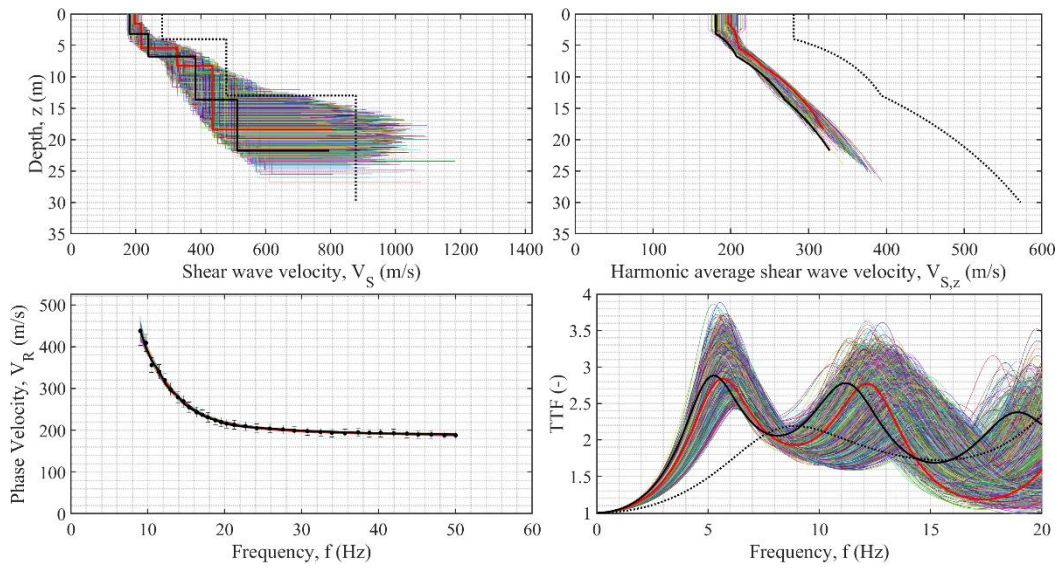 0
5
10
15
20
25
30
35
Depth, z (m)
0 200 400 600 800 1000 1200 1400
Shear wave velocity, V_S (m/s)
0
5
10
15
20
25
30
35
0 100 200 300 400 500 600
Harmonic average shear wave velocity, V_S,z (m/s)
500
400
300
200
100
0
Phase Velocity, V_R (m/s)
0 10 20 30 40 50 60
Frequency, f (Hz)
4
3.5
3
2.5
2
1.5
1
TTF (-)
0 5 10 15 20
Frequency, f (Hz)